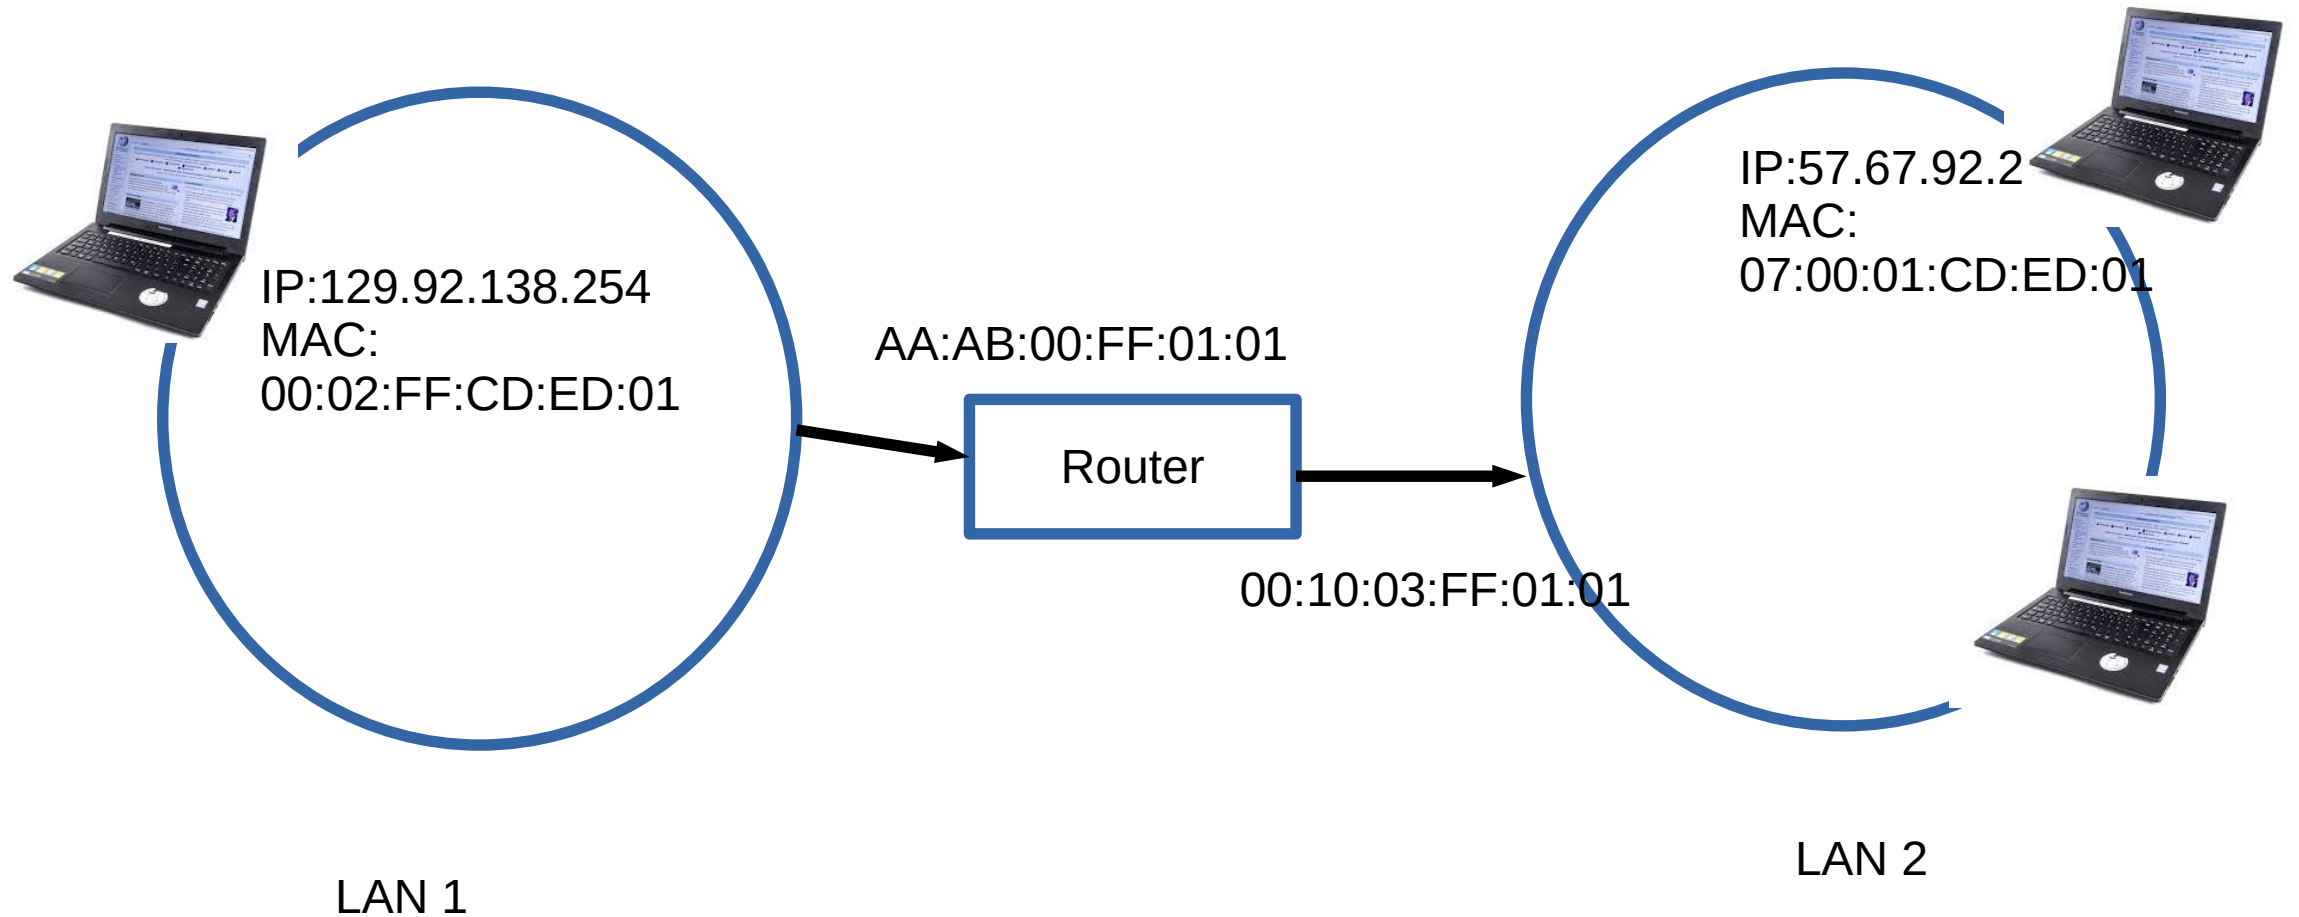 IP:129.92.138.254
MAC:
00:02:FF:CD:ED:01
AA:AB:00:FF:01:01
Router
00:10:03:FF:01:01
IP:57.67.92.2
MAC:
07:00:01:CD:ED:01
LAN 1
LAN 2